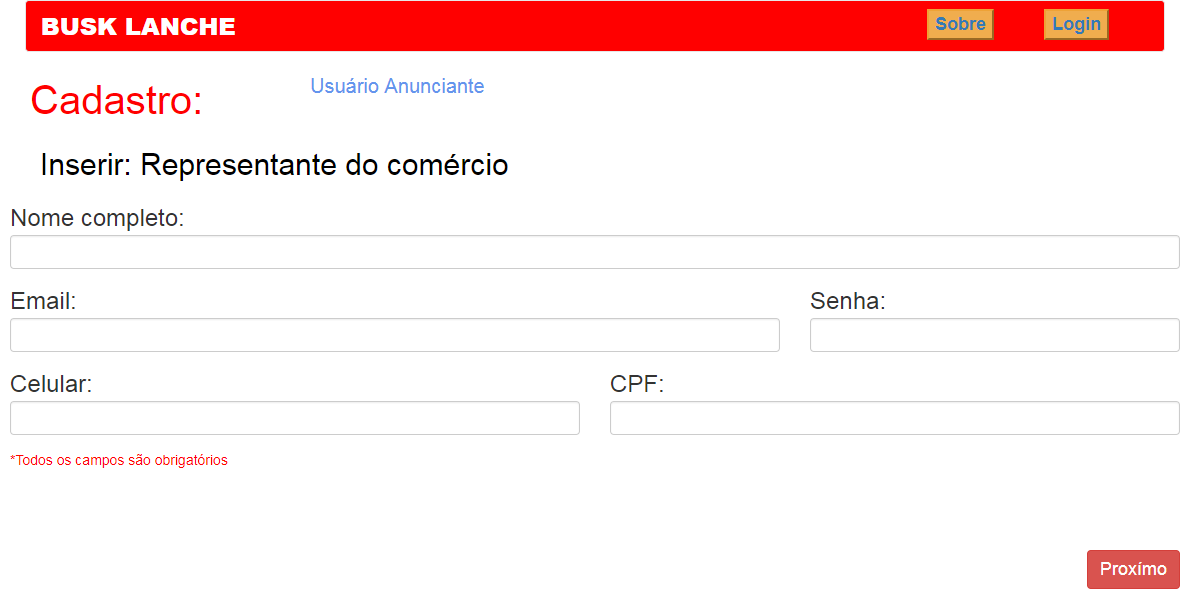 BUSK LANCHE Sobre Login
Cadastro: Usuário Anunciante
Inserir: Representante do comércio
Nome completo:
Email: Senha:
Celular: CPF:
*Todos os campos são obrigatórios
Proxímo